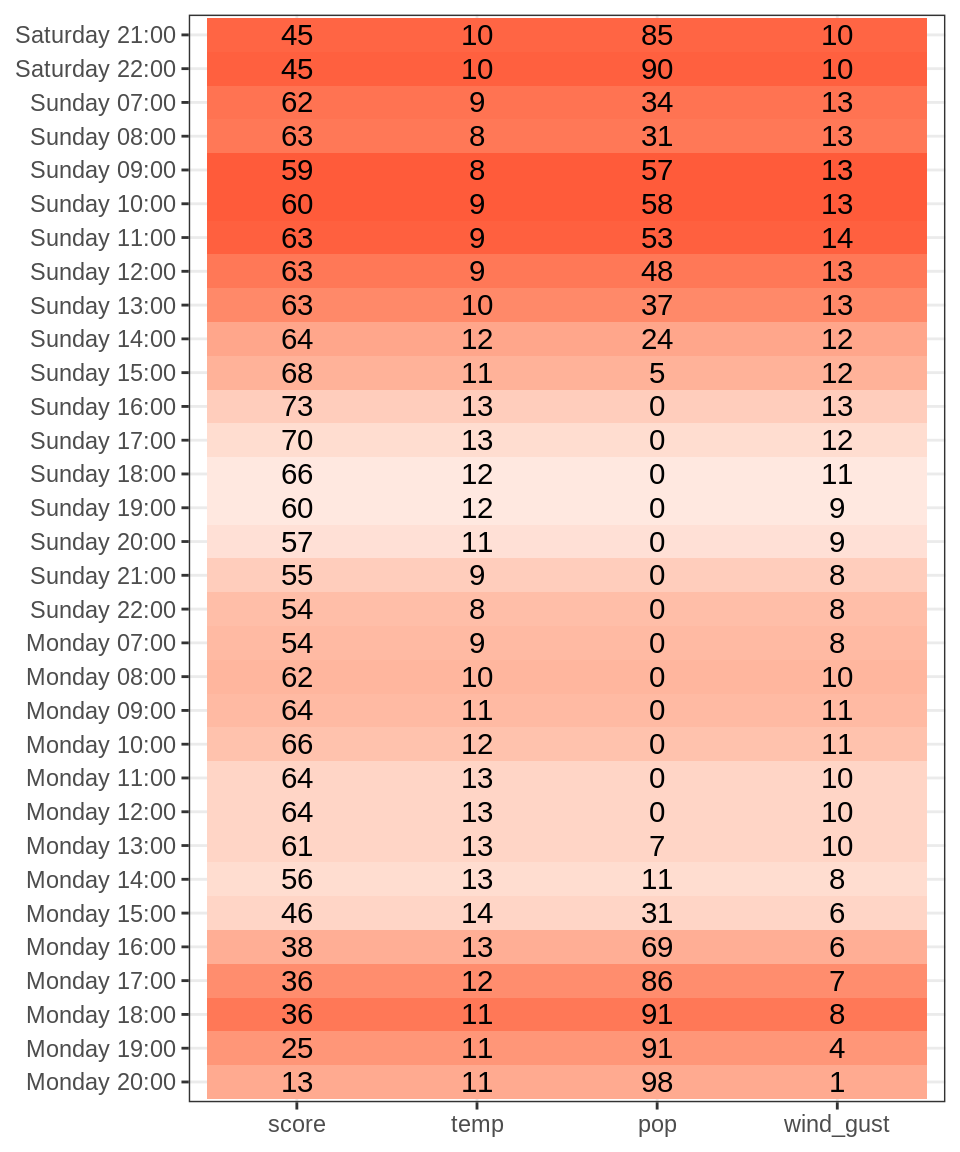 Saturday 21:00 45 10 85 10
Saturday 22:00 45 10 90 10
Sunday 07:00 62 9 34 13
Sunday 08:00 63 8 31 13
Sunday 09:00 59 8 57 13
Sunday 10:00 60 9 58 13
Sunday 11:00 63 9 53 14
Sunday 12:00 63 9 48 13
Sunday 13:00 63 10 37 13
Sunday 14:00 64 12 24 12
Sunday 15:00 68 11 5 12
Sunday 16:00 73 13 0 13
Sunday 17:00 70 13 0 12
Sunday 18:00 66 12 0 11
Sunday 19:00 60 12 0 9
Sunday 20:00 57 11 0 9
Sunday 21:00 55 9 0 8
Sunday 22:00 54 8 0 8
Monday 07:00 54 9 0 8
Monday 08:00 62 10 0 10
Monday 09:00 64 11 0 11
Monday 10:00 66 12 0 11
Monday 11:00 64 13 0 10
Monday 12:00 64 13 0 10
Monday 13:00 61 13 7 10
Monday 14:00 56 13 11 8
Monday 15:00 46 14 31 6
Monday 16:00 38 13 69 6
Monday 17:00 36 12 86 7
Monday 18:00 36 11 91 8
Monday 19:00 25 11 91 4
Monday 20:00 13 11 98 1
score temp pop wind_gust